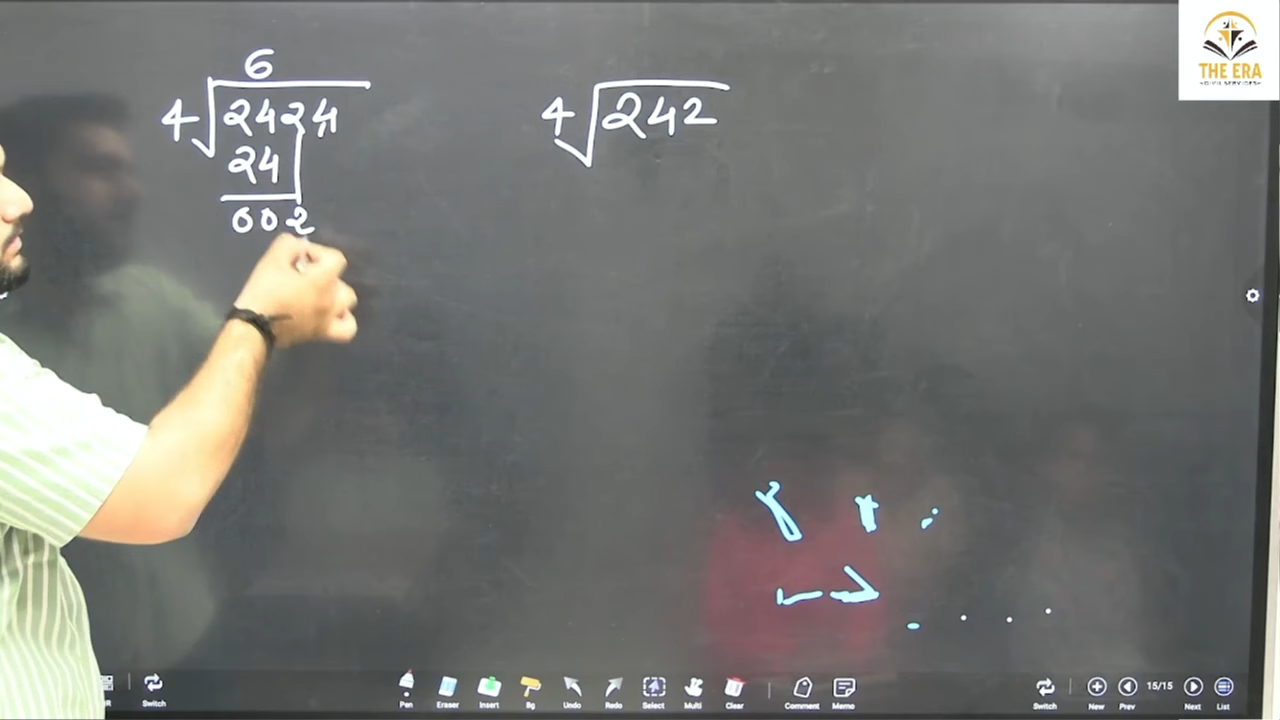 6
4√2424
24
002
4√242
THE ERA
Switch
Pen
Eraser
Insert
Bg
Undo
Redo
Select
Multi
Clear
Comment
Memo
Switch
New
Prev
15/15
Next
List